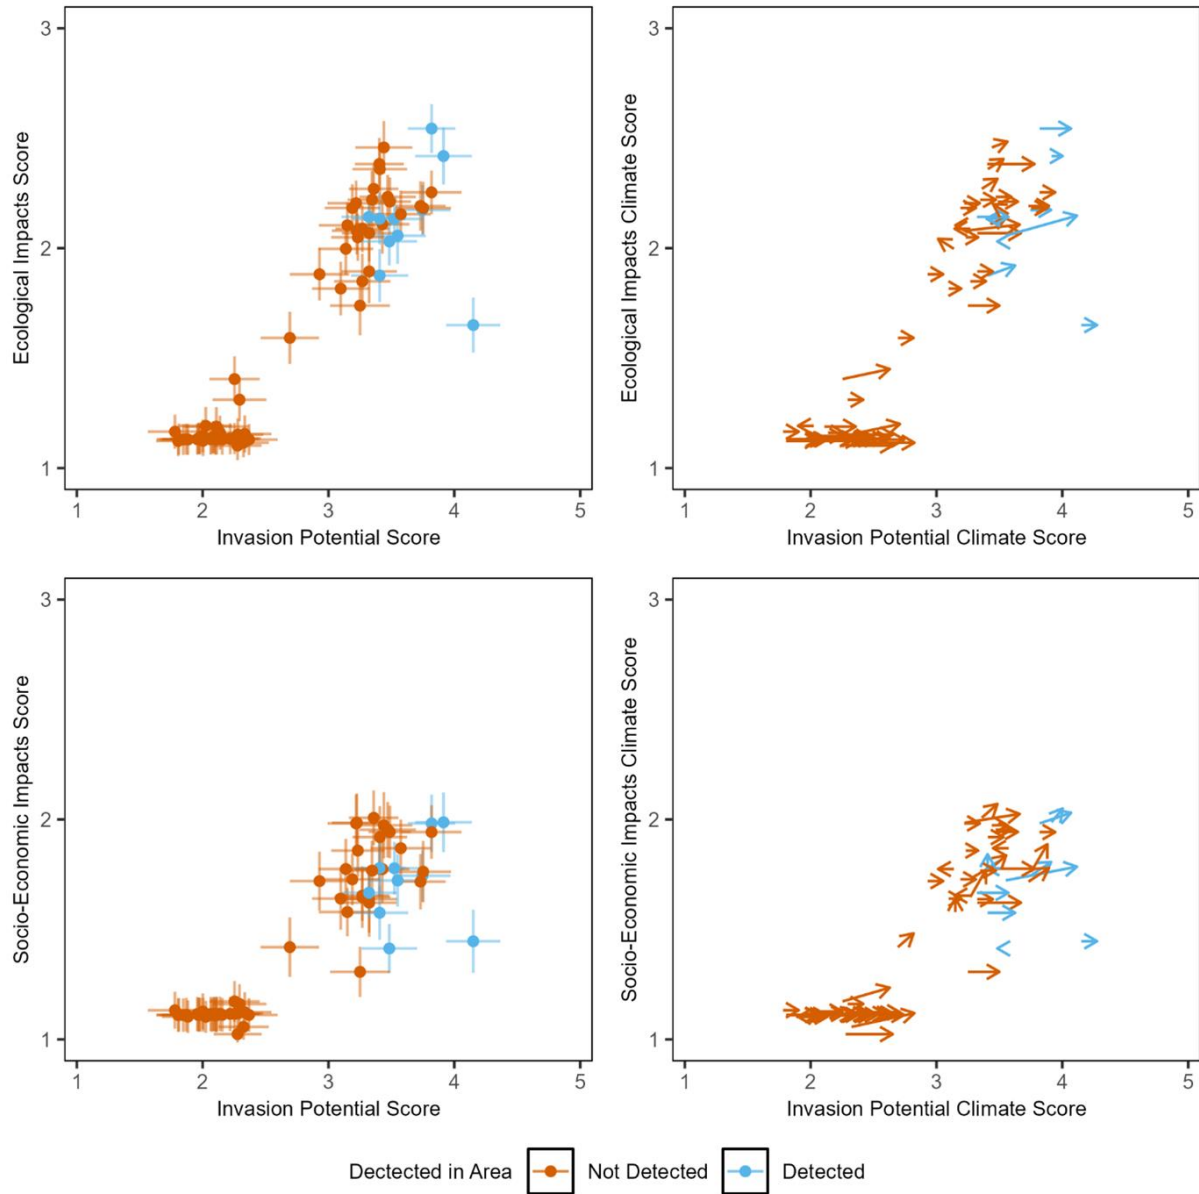 3
2
1
Ecological Impacts Score
1 2 3 4 5
Invasion Potential Score
3
2
1
Ecological Impacts Climate Score
1 2 3 4 5
Invasion Potential Climate Score
3
2
1
Socio-Economic Impacts Score
1 2 3 4 5
Invasion Potential Score
3
2
1
Socio-Economic Impacts Climate Score
1 2 3 4 5
Invasion Potential Climate Score
Dectected in Area Not Detected Detected